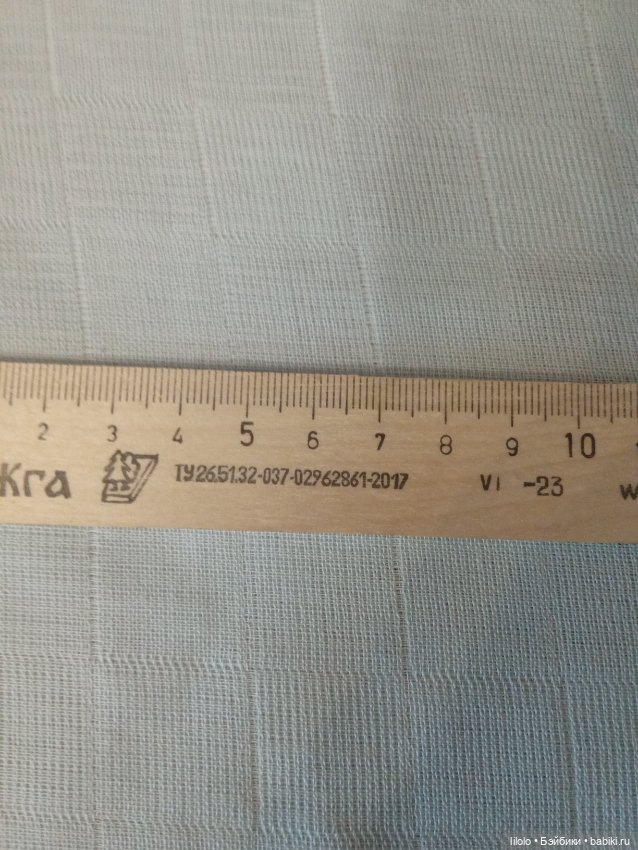 2 3 4 5 6 7 8 9 10
Кга ТУ26.51.32-037-02962861-2017 VI -23
lilolo • Бэйбики • babiki.ru